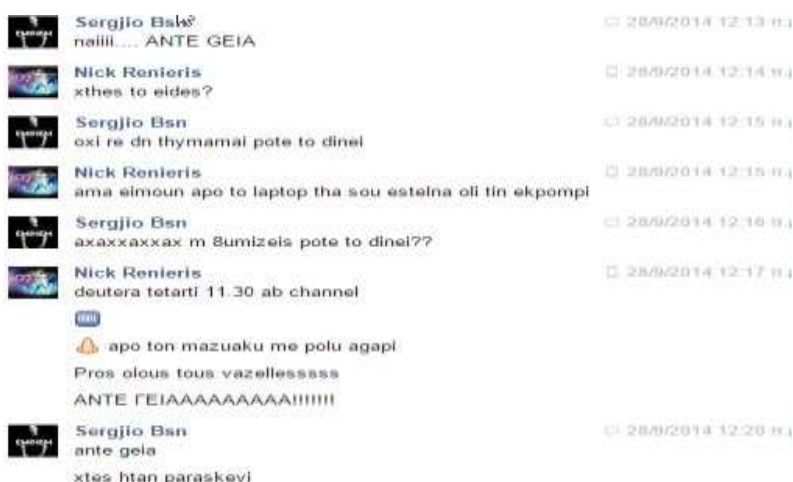 Sergjio Bsn
28/9/2014 12:13 π.μ
naiiii.... ANTE GEIA
Nick Renieris
28/9/2014 12:14 π.μ
xthes to eides?
Sergjio Bsn
28/9/2014 12:15 π.μ
oxi re dn thymamai pote to dinei
Nick Renieris
28/9/2014 12:15 π.μ
ama eimoun apo to laptop tha sou estelna oli tin ekpompi
Sergjio Bsn
28/9/2014 12:16 π.μ
axaxxaxxax m 8umizeis pote to dinei??
Nick Renieris
28/9/2014 12:17 π.μ
deutera tetarti 11.30 ab channel
apo ton mazuaku me polu agapi
Pros olous tous vazellesssss
ANTE ΓΕΙΑΑΑΑΑΑΑΑΑ!!!!!!!
Sergjio Bsn
28/9/2014 12:20 π.μ
ante geia
xtes htan paraskevi